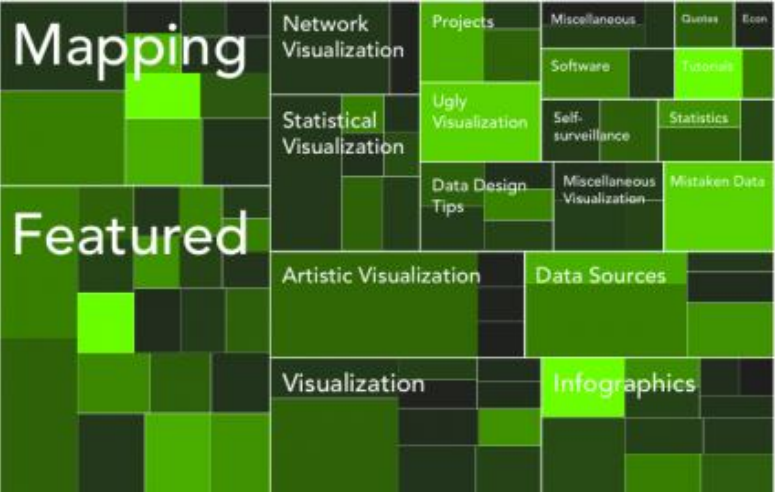 Mapping
Featured
Network
Visualization
Statistical
Visualization
Projects
Ugly
Visualization
Data Design
Tips
Miscellaneous
Quotes
Econ
Software
Tutorials
Self-
surveillance
Statistics
Miscellaneous
Visualization
Mistaken Data
Artistic Visualization
Data Sources
Visualization
Infographics